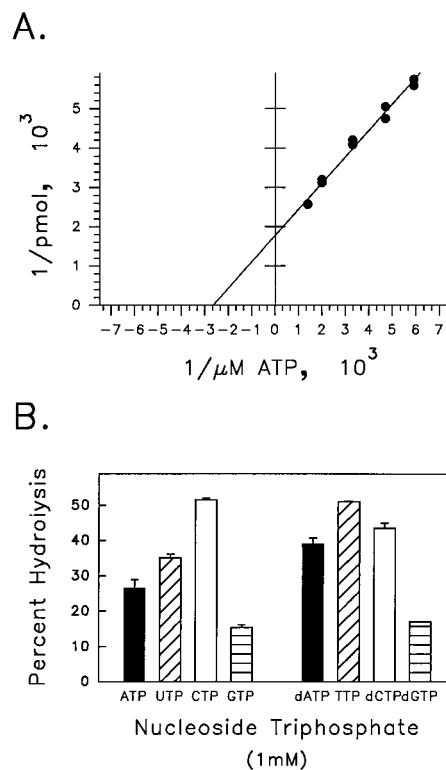 A.
5
4
3
2
1
0
1/pmol, 10³
-7 -6 -5 -4 -3 -2 -1 0 1 2 3 4 5 6 7
1/μM ATP, 10³
B.
50
40
30
20
10
0
Percent Hydrolysis
ATP UTP CTP GTP dATP TTP dCTP dGTP
Nucleoside Triphosphate
(1mM)